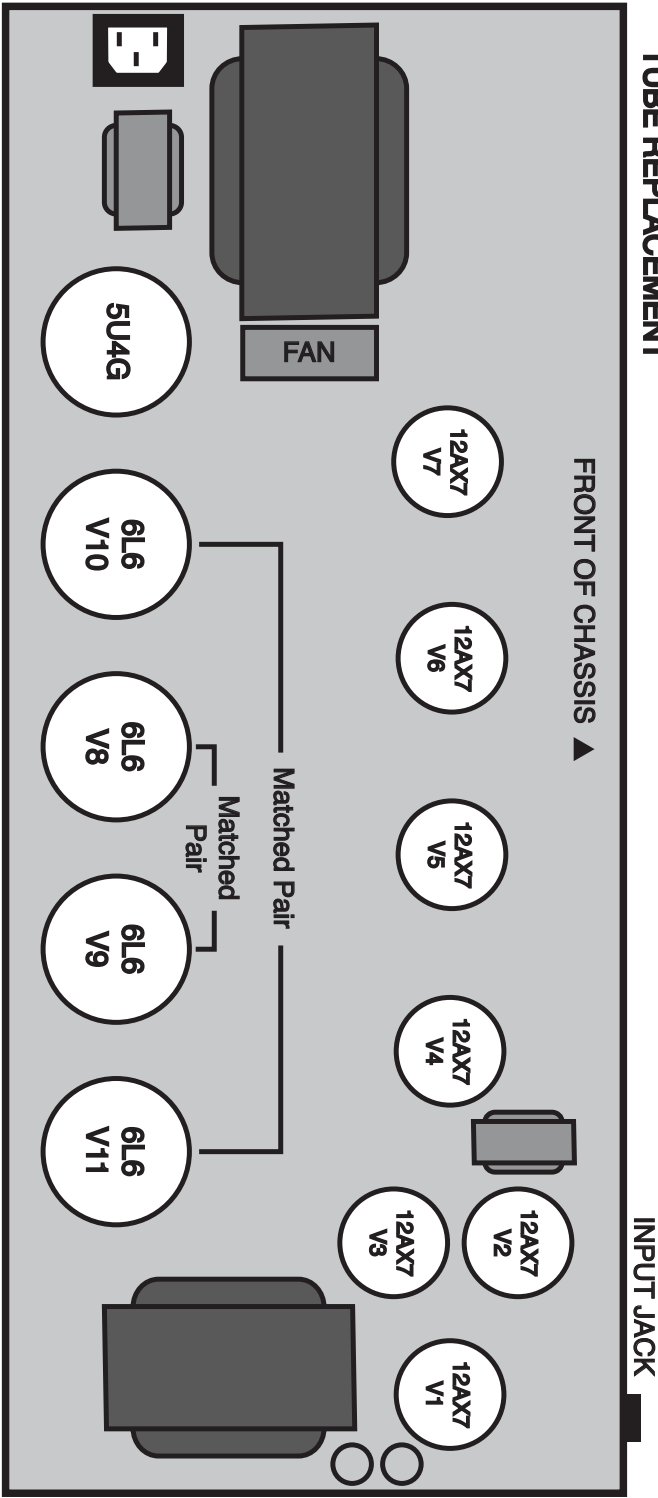 TUBE REPLACEMENT
INPUT JACK
FRONT OF CHASSIS ▲
12AX7
V7
12AX7
V6
12AX7
V5
12AX7
V4
12AX7
V2
12AX7
V3
12AX7
V1
FAN
Matched Pair
Matched
Pair
5U4G
6L6
V10
6L6
V8
6L6
V9
6L6
V11